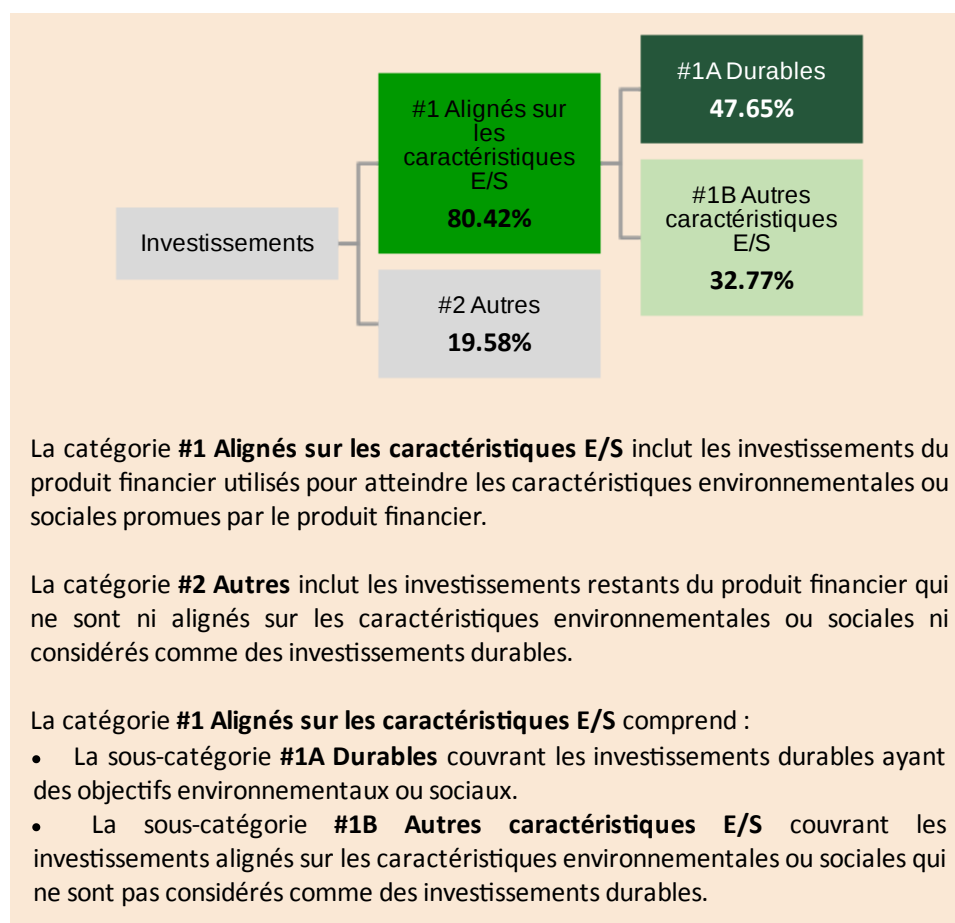 Investissements
#1 Alignés sur
les
caractéristiques
E/S
80.42%
#2 Autres
19.58%
#1A Durables
47.65%
#1B Autres
caractéristiques
E/S
32.77%
La catégorie #1 Alignés sur les caractéristiques E/S inclut les investissements du
produit financier utilisés pour atteindre les caractéristiques environnementales ou
sociales promues par le produit financier.
La catégorie #2 Autres inclut les investissements restants du produit financier qui
ne sont ni alignés sur les caractéristiques environnementales ou sociales ni
considérés comme des investissements durables.
La catégorie #1 Alignés sur les caractéristiques E/S comprend :
• La sous-catégorie #1A Durables couvrant les investissements durables ayant
des objectifs environnementaux ou sociaux.
• La sous-catégorie #1B Autres caractéristiques E/S couvrant les
investissements alignés sur les caractéristiques environnementales ou sociales qui
ne sont pas considérés comme des investissements durables.